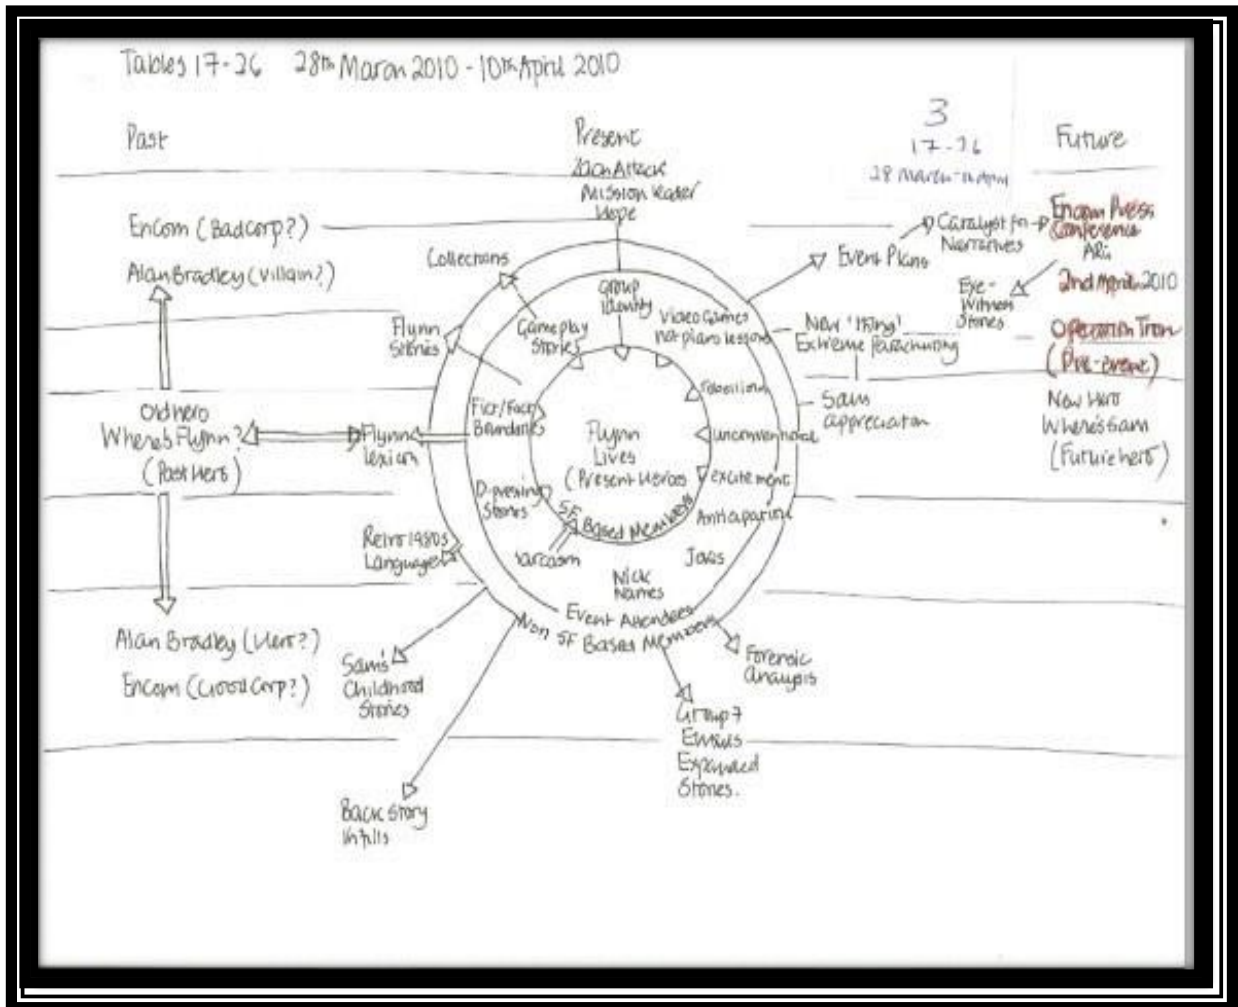 Tables 17-26 28th March 2010 - 10th April 2010
Past
Present
3
17-26
28 March-10 April
Future
Zack Attack
Mission Leader
Hope
Encom (Badcorp?)
Alan Bradley (Villain?)
Collections
Group
Identity
Event Plans
Catalyst for
Narratives
Encom Press
Conference
2nd April 2010
Eye-
Witness
Stories
Flynn
Stories
Gameplay
Stories
Video Games
not piano lessons
New 'thing'
Extreme Parachuting
Operation Tron
(Pre-event)
rebellion
Sam
appreciation
New Hero
Where's Sam
(Future hero)
Old hero
Where's Flynn?
(Past Hero)
Flynn
Lexicon
Fict/Fact
Boundaries
Flynn
Lives
(Present Heroes
unconventional
excitement
Anticipation
SF Based Members
Stories
Sarcasm
Jokes
Nick
Names
Retro 1980s
Language
Event Attendees
Non SF Based Members
Alan Bradley (Hero?)
Encom (Good Corp?)
Sam's
Childhood
Stories
Forensic
Analysis
Group 7
Emails
Expanded
Stories.
Back Story
Infills